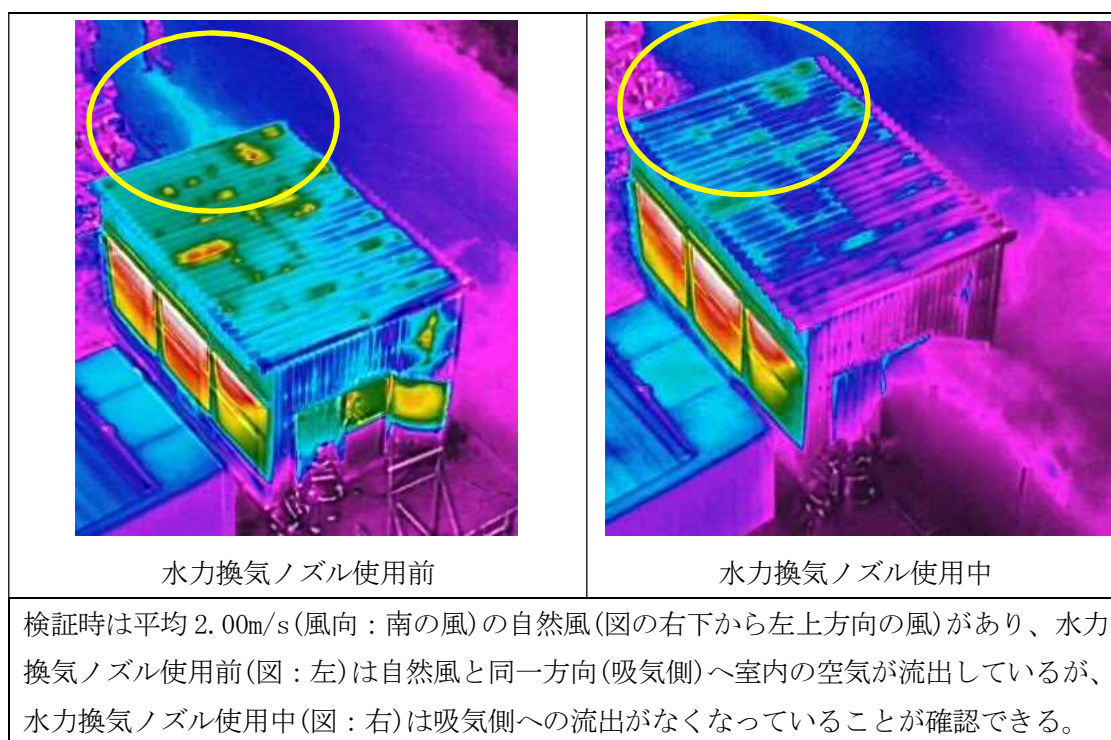 水力換気ノズル使用前
水力換気ノズル使用中
検証時は平均 2.00m/s(風向：南の風)の自然風(図の右下から左上方向の風)があり、水力
換気ノズル使用前(図：左)は自然風と同一方向(吸気側)へ室内の空気が流出しているが、
水力換気ノズル使用中(図：右)は吸気側への流出がなくなっていることが確認できる。